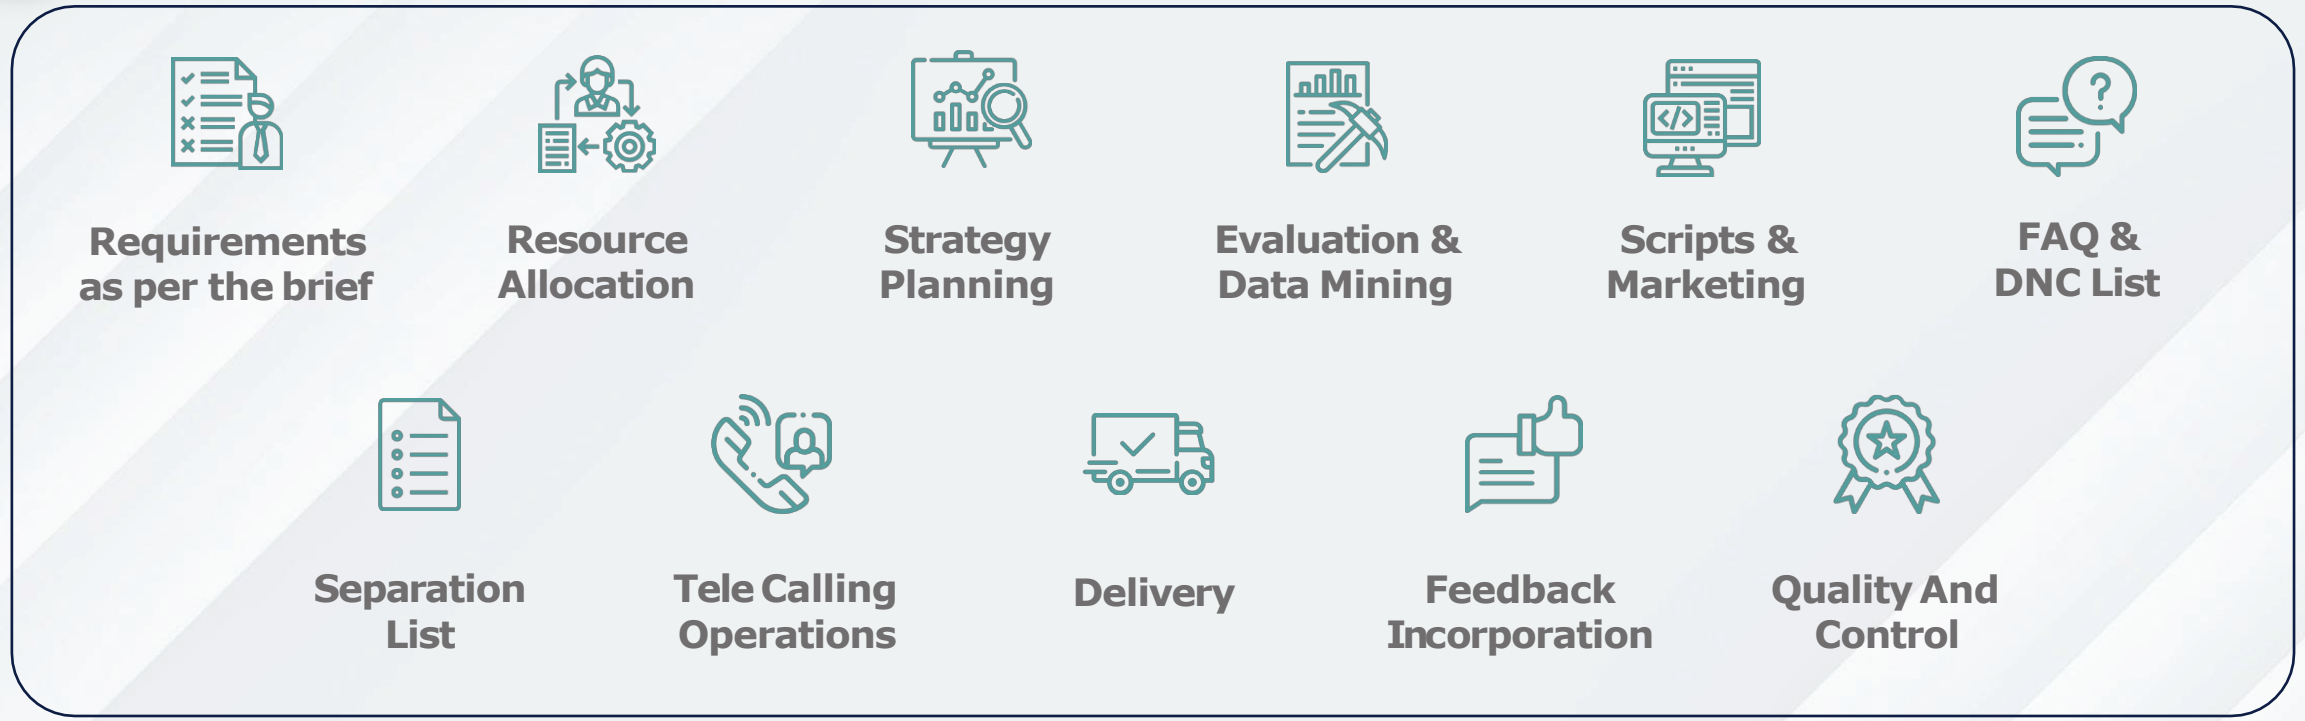 Requirements
as per the brief
Resource
Allocation
Strategy
Planning
Evaluation &
Data Mining
Scripts &
Marketing
FAQ &
DNC List
Separation
List
Tele Calling
Operations
Delivery
Feedback
Incorporation
Quality And
Control